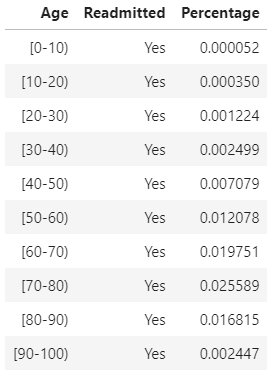 Age Readmitted Percentage
[0-10) Yes 0.000052
[10-20) Yes 0.000350
[20-30) Yes 0.001224
[30-40) Yes 0.002499
[40-50) Yes 0.007079
[50-60) Yes 0.012078
[60-70) Yes 0.019751
[70-80) Yes 0.025589
[80-90) Yes 0.016815
[90-100) Yes 0.002447